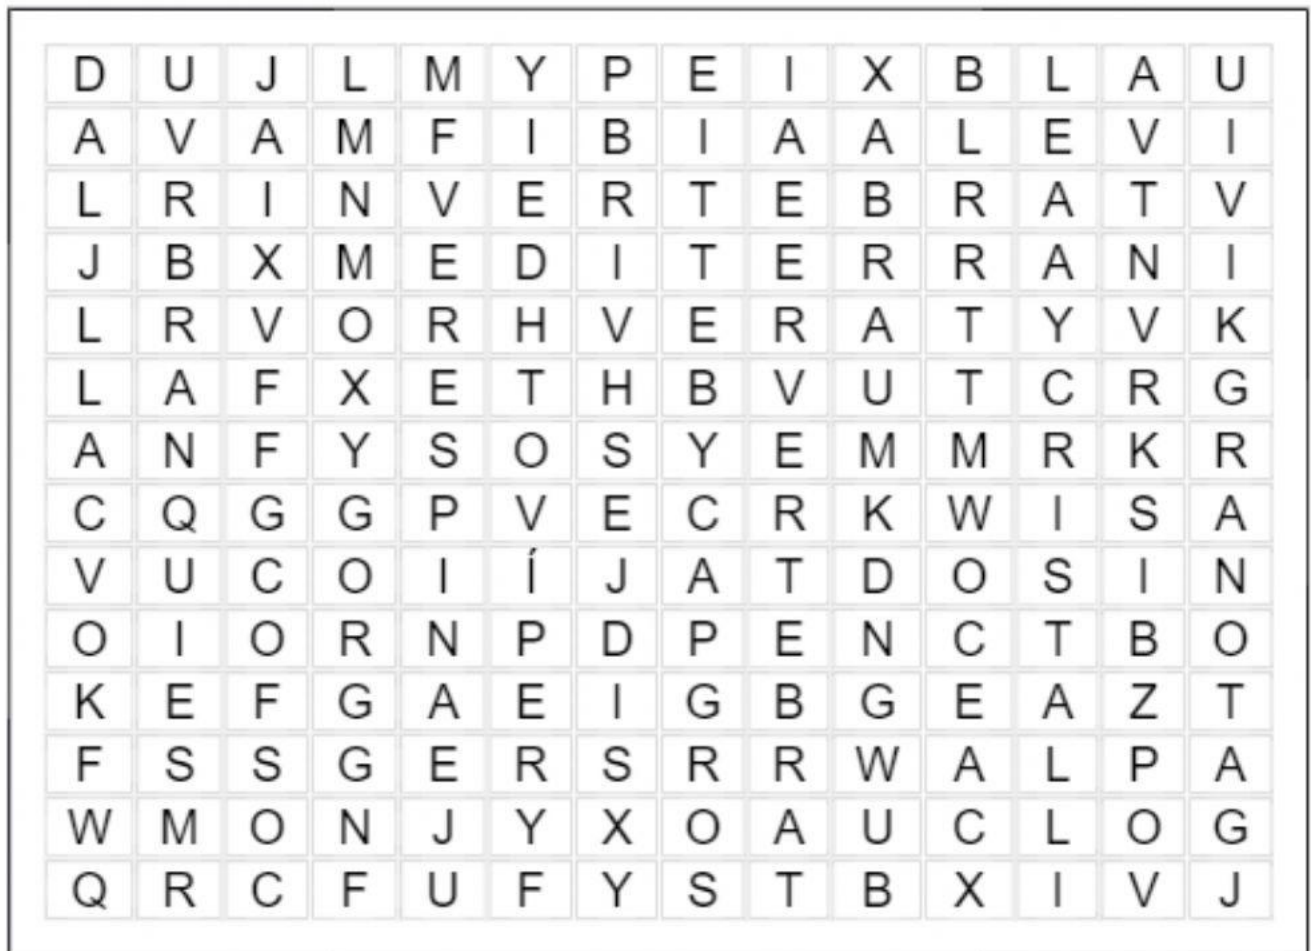 D U J L M Y P E I X B L A U
A V A M F I B I A A L E V I
L R I N V E R T E B R A T V
J B X M E D I T E R R A N I
L R V O R H V E R A T Y V K
L A F X E T H B V U T C R G
A N F Y S O S Y E M M R K R
C Q G G P V E C R K W I S A
V U C O I Í J A T D O S I N
O I O R N P D P E N C T B O
K E F G A E I G B G E A Z T
F S S G E R S R R W A L P A
W M O N J Y X O A U C L O G
Q R C F U F Y S T B X I V J